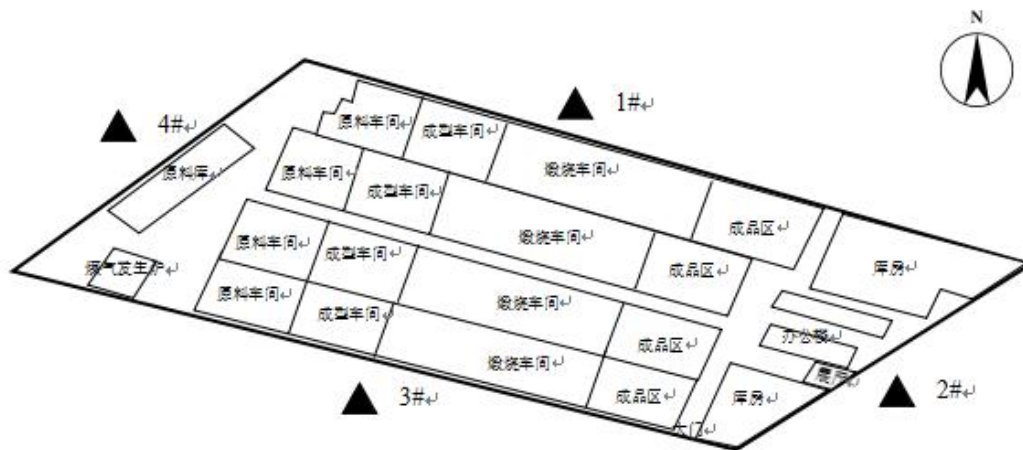 N
1#
4#
原料车间
成型车间
煅烧车间
成品区
原料库
原料车间
成型车间
煅烧车间
成品区
库房
原料车间
成型车间
煅烧车间
成品区
煤气发生炉
原料车间
成型车间
煅烧车间
成品区
办公楼
库房
大门
3#
2#